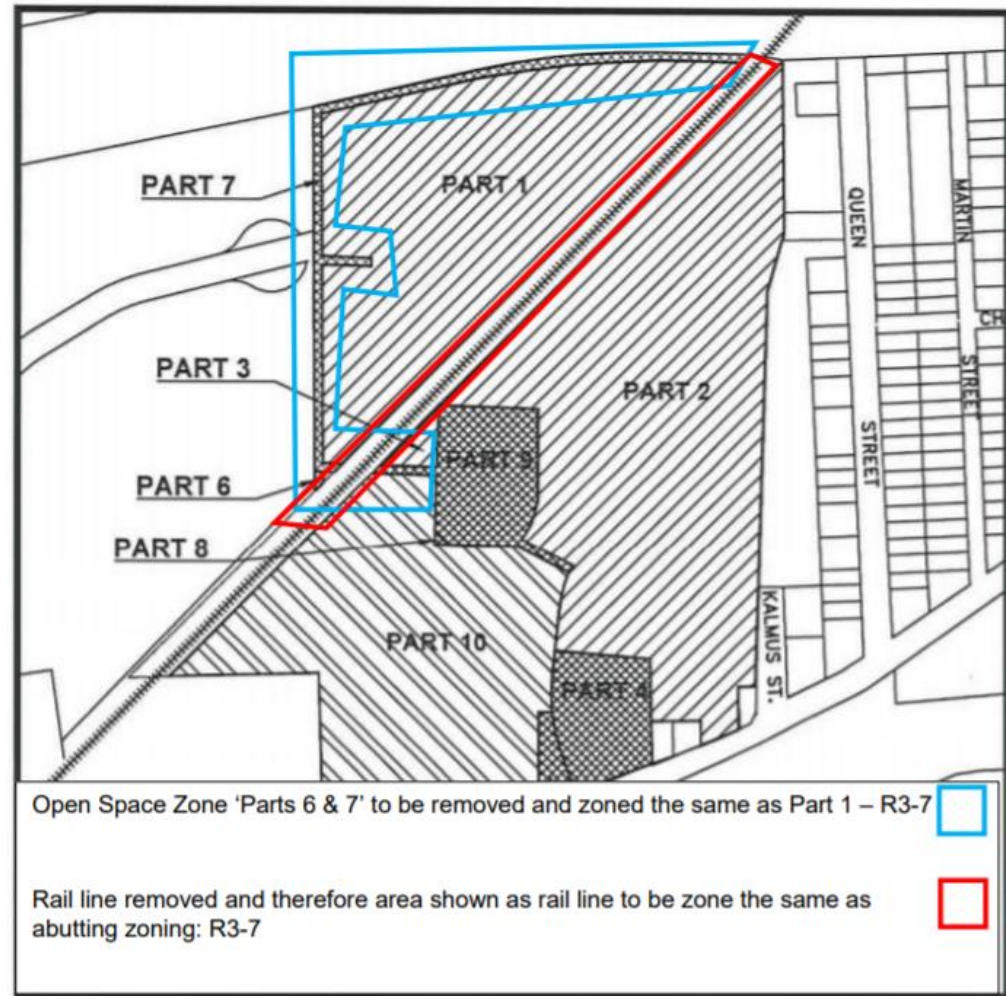 PART 7
PART 1
QUEEN
STREET
MARTIN
STREET
CH
PART 3
PART 2
PART 6
PART 8
PART 10
PART 4
KALMUS ST.
Open Space Zone ‘Parts 6 & 7’ to be removed and zoned the same as Part 1 – R3-7
Rail line removed and therefore area shown as rail line to be zone the same as
abutting zoning: R3-7